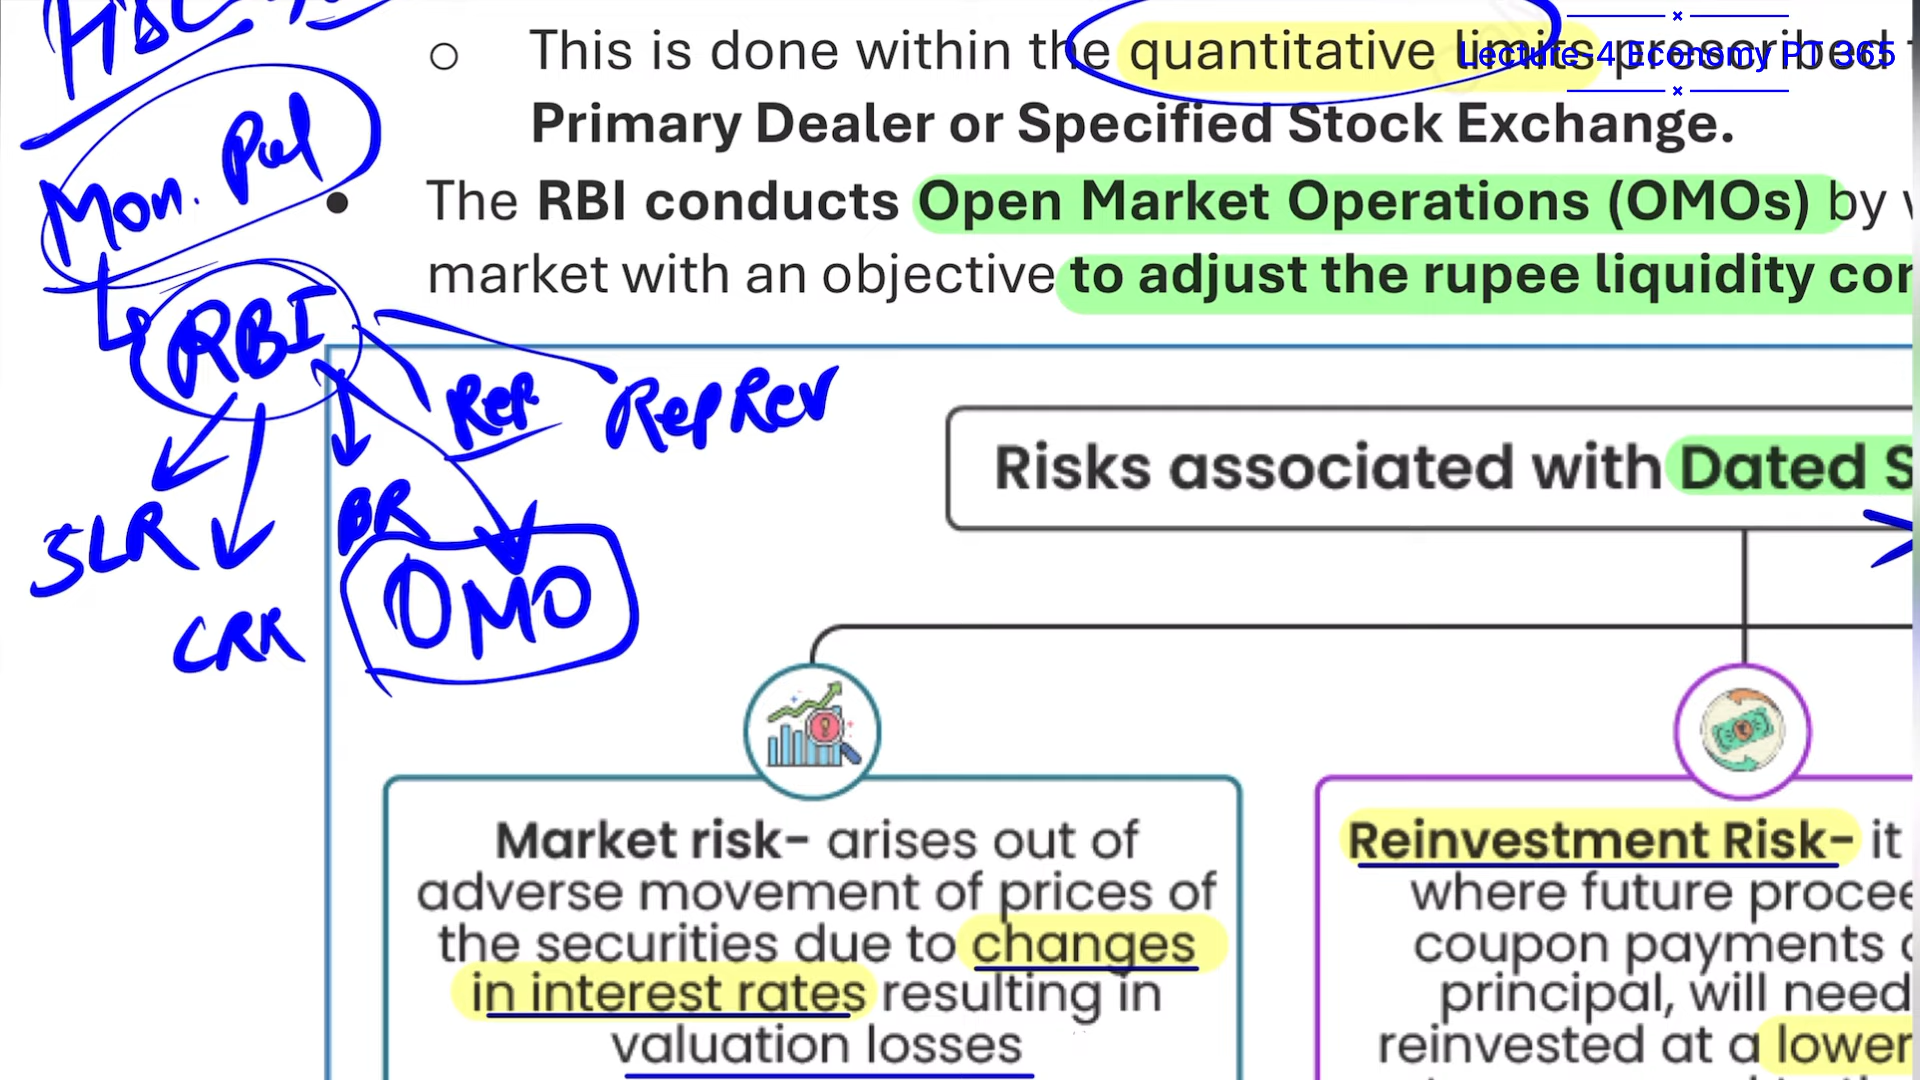 This is done within the quantitative limits prescribed
Lecture-4 Economy PT 365
Primary Dealer or Specified Stock Exchange.
Mon. Pol
The RBI conducts Open Market Operations (OMOs) by
market with an objective to adjust the rupee liquidity
RBI
Rep RepRev
Risks associated with Dated S
SLR BR
CRR OMO
Market risk- arises out of
adverse movement of prices of
the securities due to changes
in interest rates resulting in
valuation losses
Reinvestment Risk- it
where future
coupon payments
principal, will need
reinvested at a lower